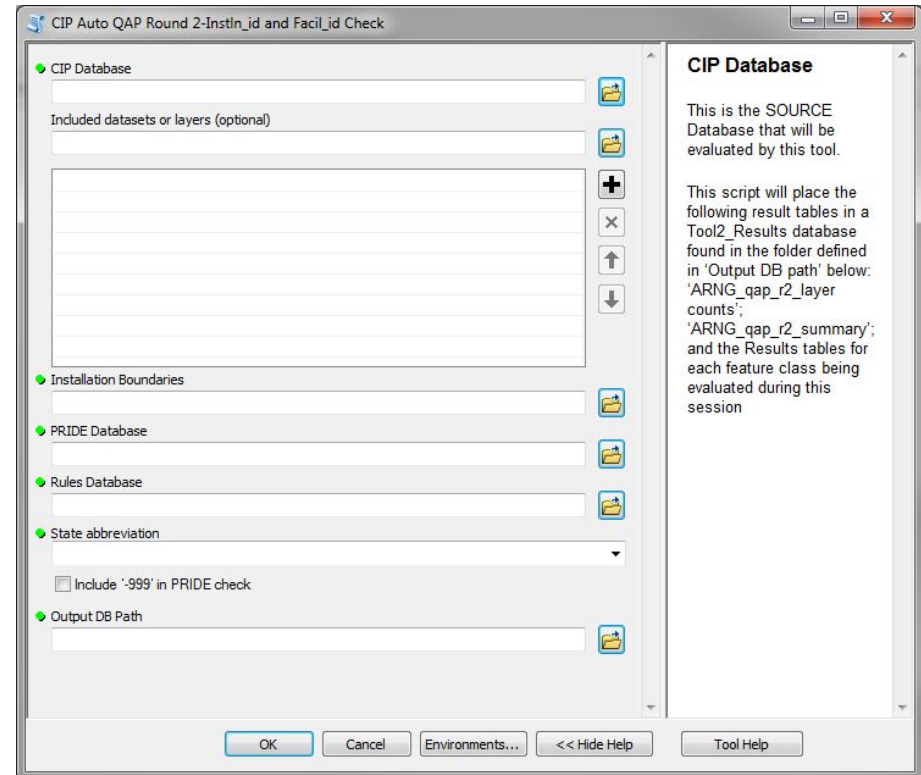 CIP Auto QAP Round 2-Instln_id and Facil_id Check
CIP Database
Included datasets or layers (optional)
Installation Boundaries
PRIDE Database
Rules Database
State abbreviation
Include '-999' in PRIDE check
Output DB Path
CIP Database
This is the SOURCE
Database that will be
evaluated by this tool.
This script will place the
following result tables in a
Tool2_Results database
found in the folder defined
in 'Output DB path' below:
'ARNG_qap_r2_layer
counts';
'ARNG_qap_r2_summary';
and the Results tables for
each feature class being
evaluated during this
session
OK
Cancel
Environments...
<< Hide Help
Tool Help